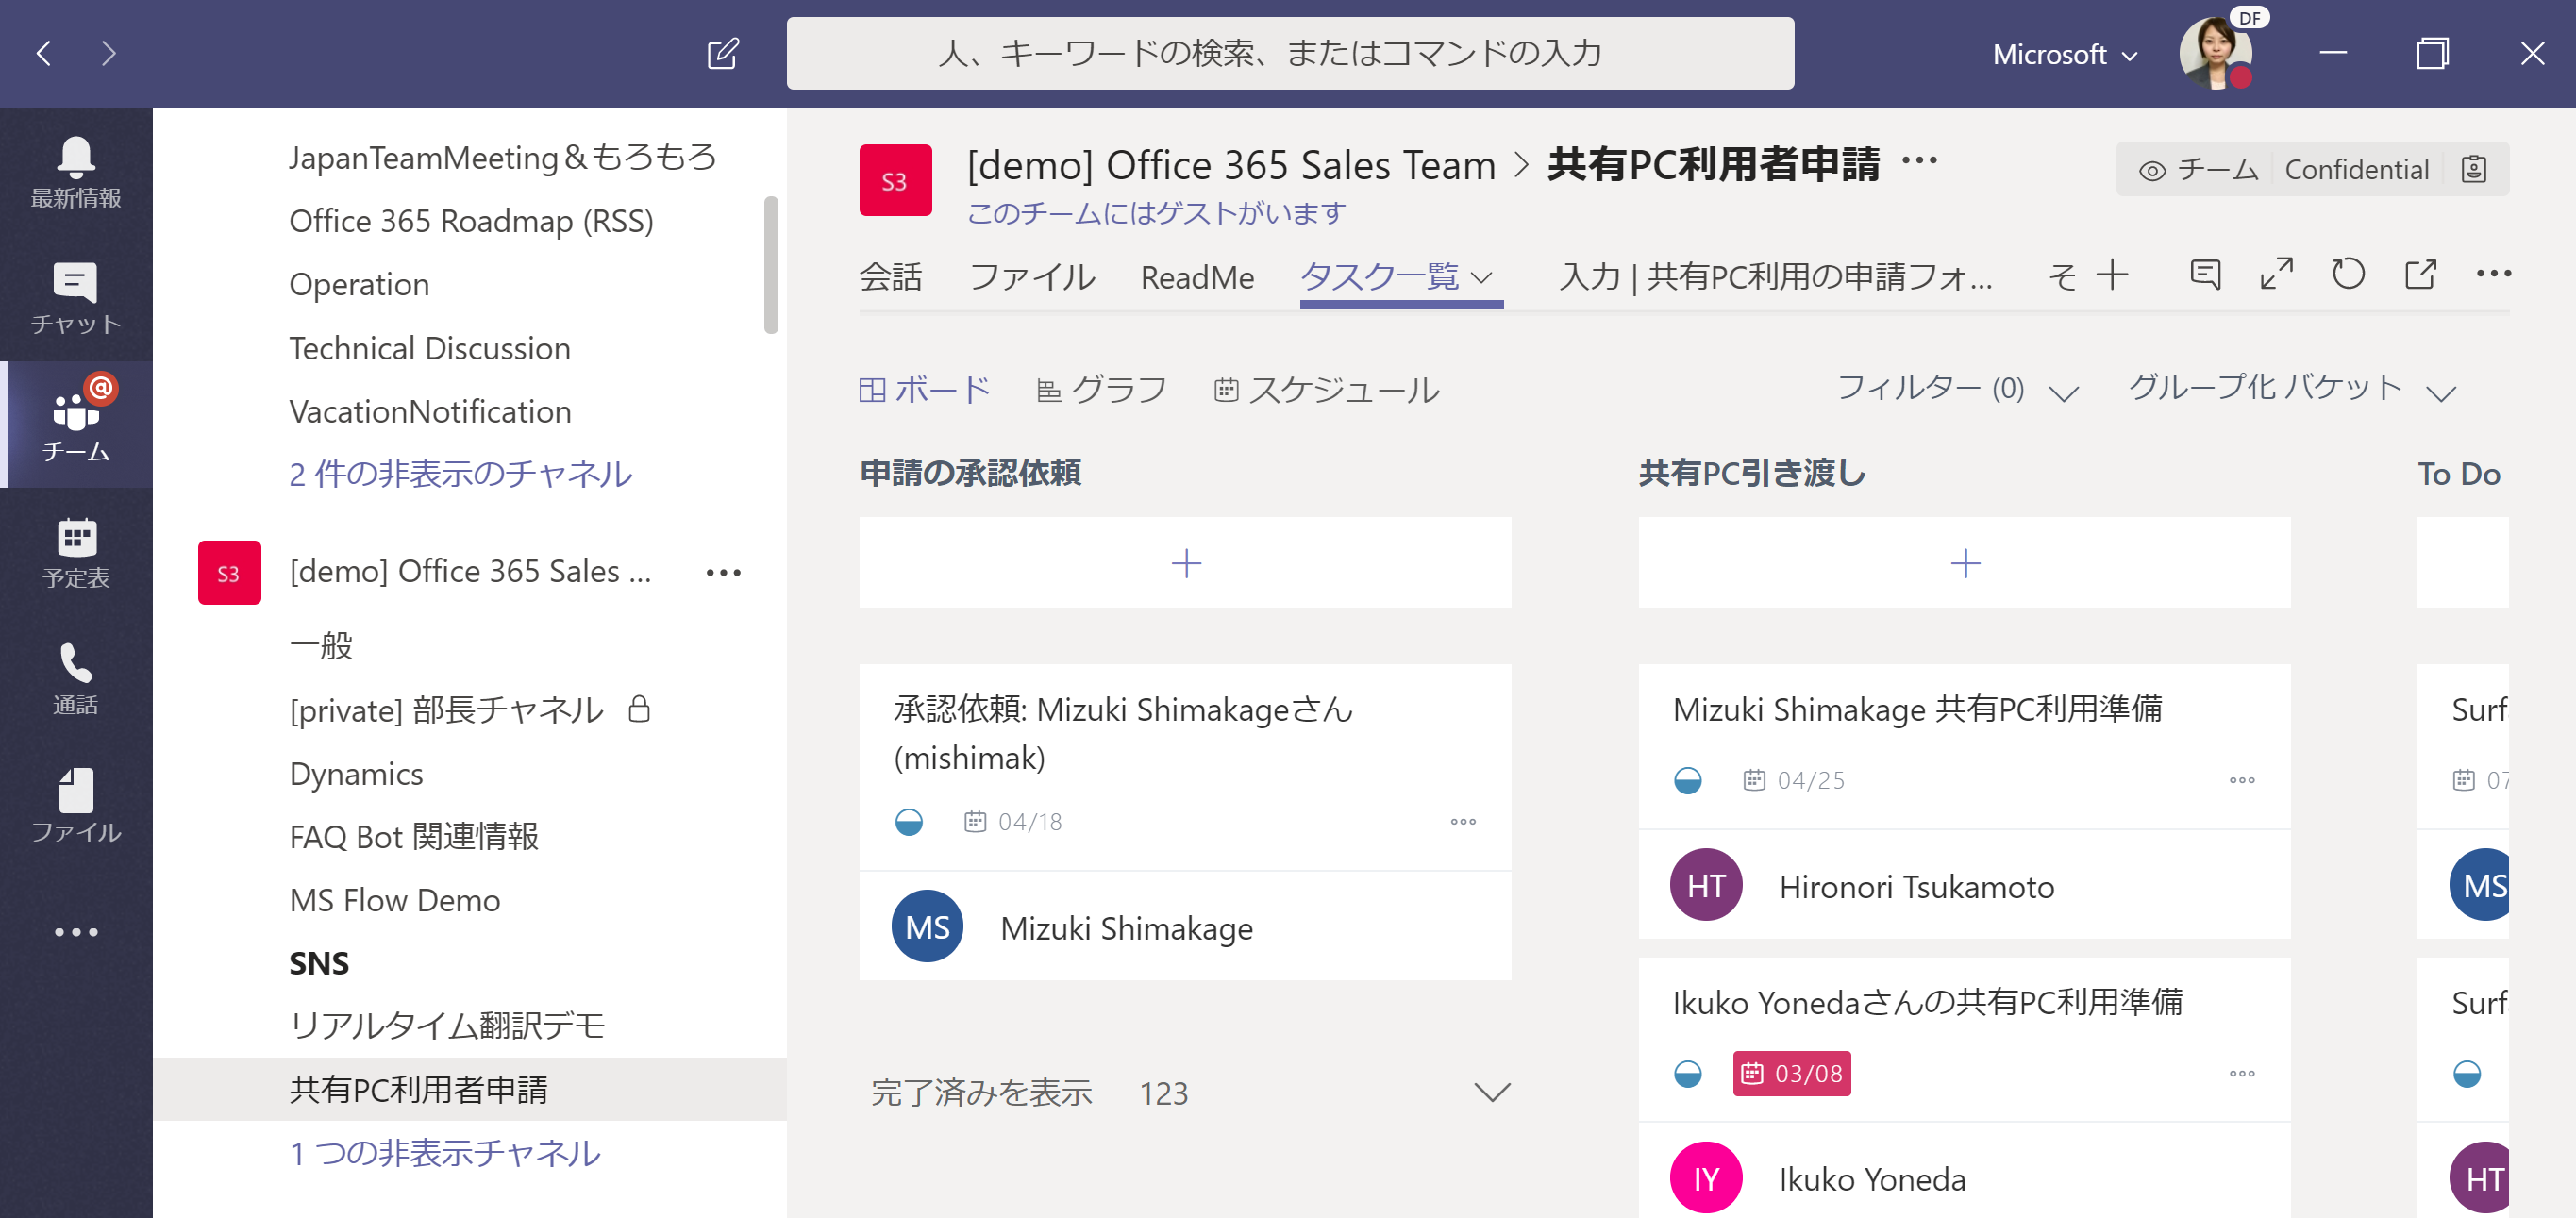 人、キーワードの検索、またはコマンドの入力
Microsoft
DF
最新情報
チャット
@
チーム
予定表
通話
ファイル
JapanTeamMeeting＆もろもろ
Office 365 Roadmap (RSS)
Operation
Technical Discussion
VacationNotification
2 件の非表示のチャネル
S3
[demo] Office 365 Sales ...
一般
[private] 部長チャネル
Dynamics
FAQ Bot 関連情報
MS Flow Demo
SNS
リアルタイム翻訳デモ
共有PC利用者申請
1 つの非表示チャネル
S3
[demo] Office 365 Sales Team > 共有PC利用者申請 ...
このチームにはゲストがいます
チーム Confidential
会話 ファイル ReadMe タスク一覧 入力 | 共有PC利用の申請フォ... そ
ボード グラフ スケジュール
フィルター (0) グループ化 バケット
申請の承認依頼
承認依頼: Mizuki Shimakageさん
(mishimak)
04/18
MS Mizuki Shimakage
完了済みを表示 123
共有PC引き渡し
Mizuki Shimakage 共有PC利用準備
04/25
HT Hironori Tsukamoto
Ikuko Yonedaさんの共有PC利用準備
03/08
IY Ikuko Yoneda
To Do
Surf
07
MS
Surf
HT